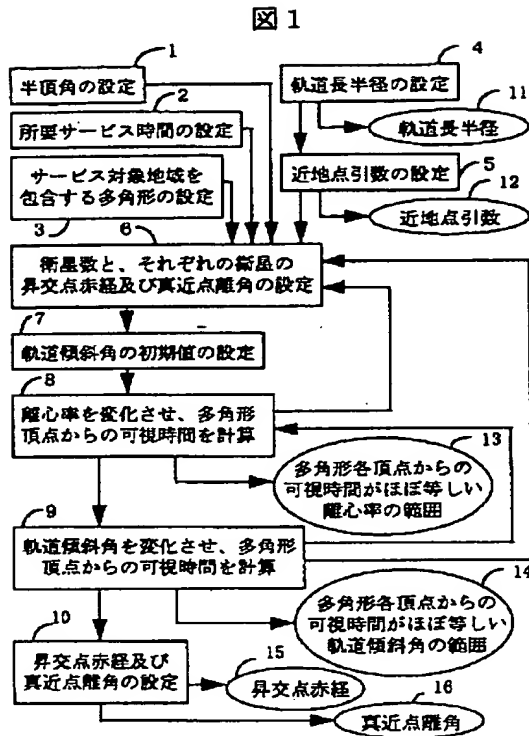 図1
1
半頂角の設定
2
所要サービス時間の設定
サービス対象地域を
包含する多角形の設定
3
4
軌道長半径の設定
11
軌道長半径
近地点引数の設定
5
12
近地点引数
6
衛星数と、それぞれの衛星の
昇交点赤経及び真近点離角の設定
7
軌道傾斜角の初期値の設定
8
離心率を変化させ、多角形
頂点からの可視時間を計算
13
多角形各頂点からの
可視時間がほぼ等しい
離心率の範囲
9
軌道傾斜角を変化させ、多角形
頂点からの可視時間を計算
14
多角形各頂点からの
可視時間がほぼ等しい
軌道傾斜角の範囲
10
昇交点赤経及び
真近点離角の設定
15
昇交点赤経
16
真近点離角